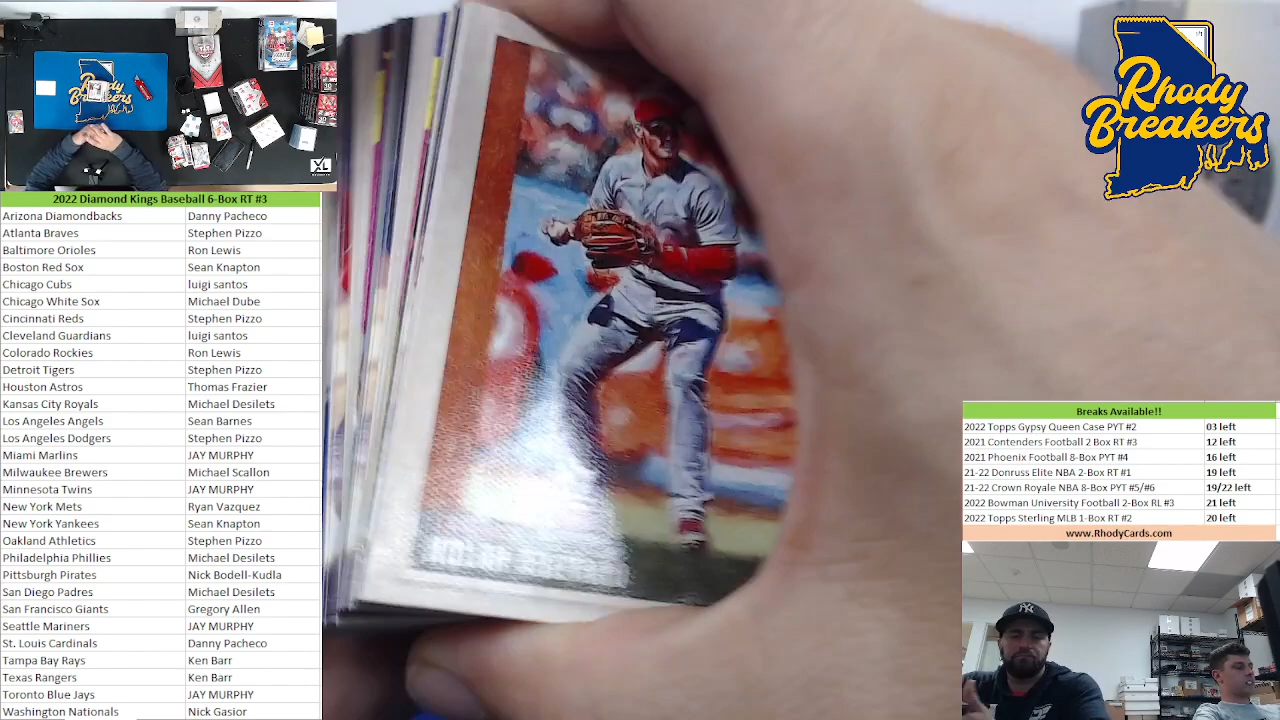 Rhody
Breakers
2022 Diamond Kings Baseball 6-Box RT #3
Arizona Diamondbacks Danny Pacheco
Atlanta Braves Stephen Pizzo
Baltimore Orioles Ron Lewis
Boston Red Sox Sean Knapton
Chicago Cubs luigi santos
Chicago White Sox Michael Dube
Cincinnati Reds Stephen Pizzo
Cleveland Guardians luigi santos
Colorado Rockies Ron Lewis
Detroit Tigers Stephen Pizzo
Houston Astros Thomas Frazier
Kansas City Royals Michael Desilets
Los Angeles Angels Sean Barnes
Los Angeles Dodgers Stephen Pizzo
Miami Marlins JAY MURPHY
Milwaukee Brewers Michael Scallon
Minnesota Twins JAY MURPHY
New York Mets Ryan Vazquez
New York Yankees Sean Knapton
Oakland Athletics Stephen Pizzo
Philadelphia Phillies Michael Desilets
Pittsburgh Pirates Nick Bodell-Kudla
San Diego Padres Michael Desilets
San Francisco Giants Gregory Allen
Seattle Mariners JAY MURPHY
St. Louis Cardinals Danny Pacheco
Tampa Bay Rays Ken Barr
Texas Rangers Ken Barr
Toronto Blue Jays JAY MURPHY
Washington Nationals Nick Gasior
XL
Rhody
Breakers
Breaks Available!!
2022 Topps Gypsy Queen Case PYT #2 03 left
2021 Contenders Football 2 Box RT #3 12 left
2021 Phoenix Football 8-Box PYT #4 16 left
21-22 Donruss Elite NBA 2-Box RT #1 19 left
21-22 Crown Royale NBA 8-Box PYT #5/#6 19/22 left
2022 Bowman University Football 2-Box RL #3 21 left
2022 Topps Sterling MLB 1-Box RT #2 20 left
www.RhodyCards.com